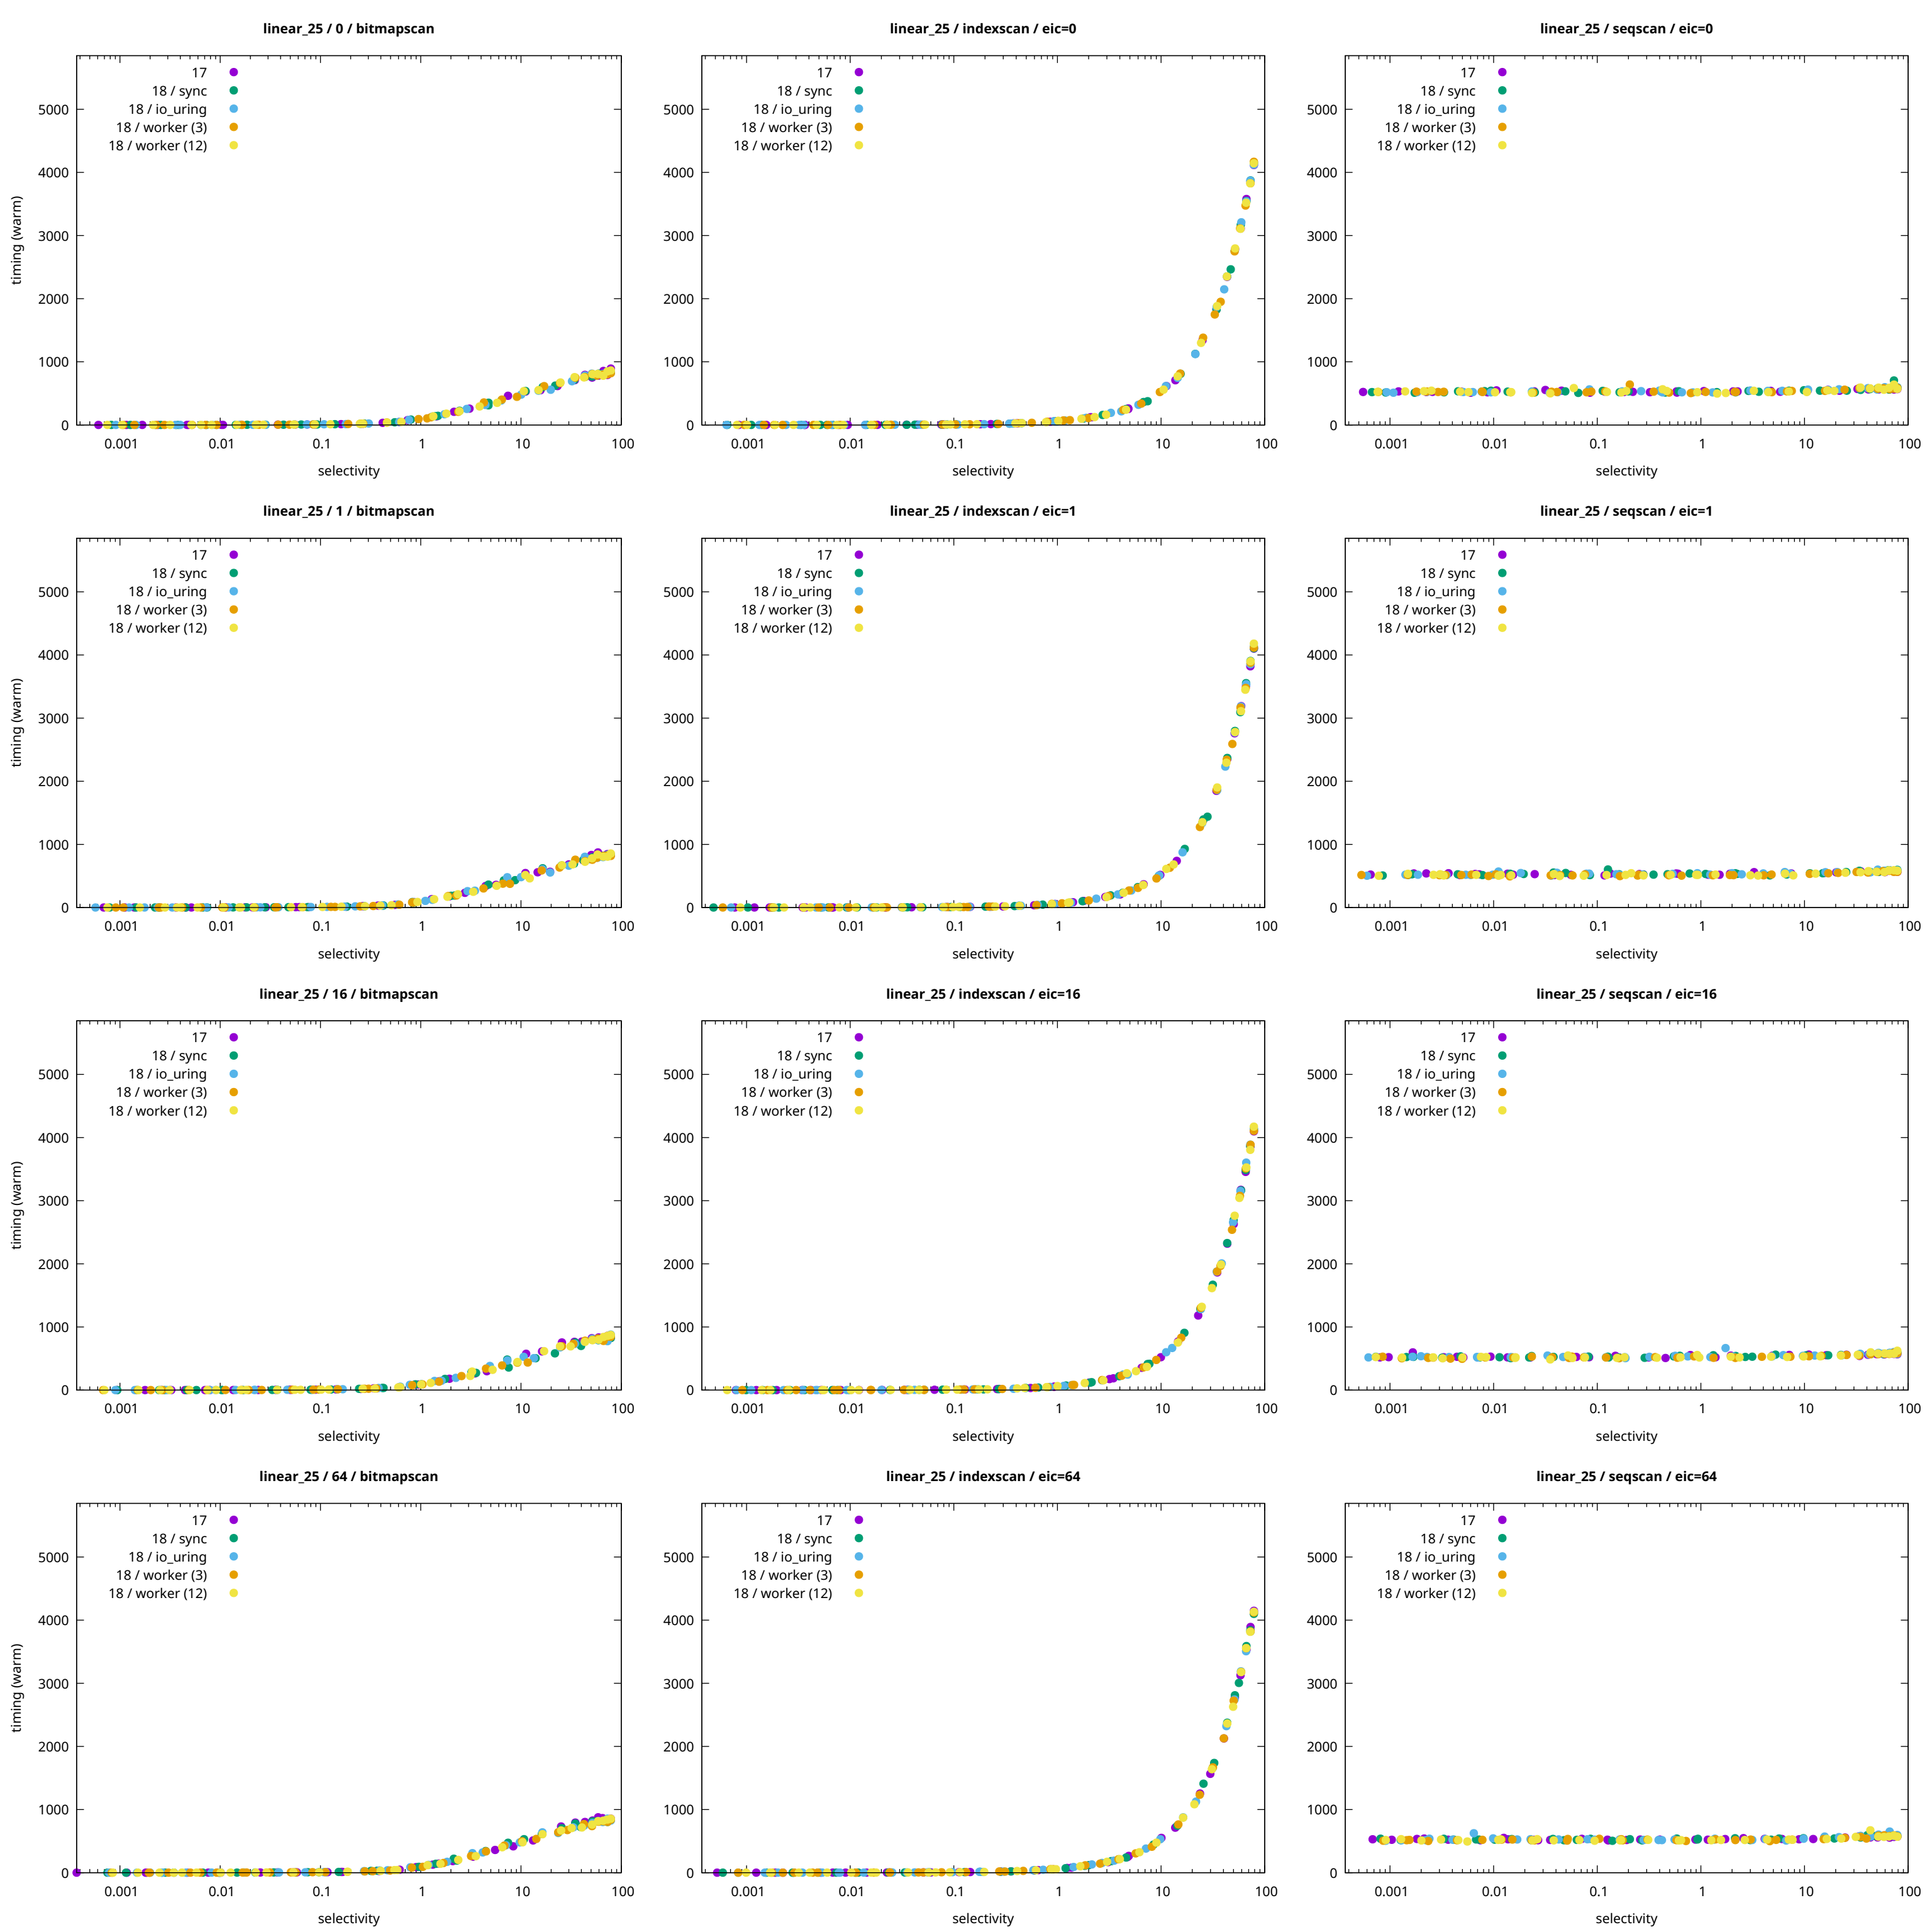 linear_25 / 0 / bitmapscan
timing (warm)
5000
4000
3000
2000
1000
0
17
18 / sync
18 / io_uring
18 / worker (3)
18 / worker (12)
0.001 0.01 0.1 1 10 100
selectivity
linear_25 / indexscan / eic=0
5000
4000
3000
2000
1000
0
17
18 / sync
18 / io_uring
18 / worker (3)
18 / worker (12)
0.001 0.01 0.1 1 10 100
selectivity
linear_25 / seqscan / eic=0
5000
4000
3000
2000
1000
0
17
18 / sync
18 / io_uring
18 / worker (3)
18 / worker (12)
0.001 0.01 0.1 1 10 100
selectivity
linear_25 / 1 / bitmapscan
timing (warm)
5000
4000
3000
2000
1000
0
17
18 / sync
18 / io_uring
18 / worker (3)
18 / worker (12)
0.001 0.01 0.1 1 10 100
selectivity
linear_25 / indexscan / eic=1
5000
4000
3000
2000
1000
0
17
18 / sync
18 / io_uring
18 / worker (3)
18 / worker (12)
0.001 0.01 0.1 1 10 100
selectivity
linear_25 / seqscan / eic=1
5000
4000
3000
2000
1000
0
17
18 / sync
18 / io_uring
18 / worker (3)
18 / worker (12)
0.001 0.01 0.1 1 10 100
selectivity
linear_25 / 16 / bitmapscan
timing (warm)
5000
4000
3000
2000
1000
0
17
18 / sync
18 / io_uring
18 / worker (3)
18 / worker (12)
0.001 0.01 0.1 1 10 100
selectivity
linear_25 / indexscan / eic=16
5000
4000
3000
2000
1000
0
17
18 / sync
18 / io_uring
18 / worker (3)
18 / worker (12)
0.001 0.01 0.1 1 10 100
selectivity
linear_25 / seqscan / eic=16
5000
4000
3000
2000
1000
0
17
18 / sync
18 / io_uring
18 / worker (3)
18 / worker (12)
0.001 0.01 0.1 1 10 100
selectivity
linear_25 / 64 / bitmapscan
timing (warm)
5000
4000
3000
2000
1000
0
17
18 / sync
18 / io_uring
18 / worker (3)
18 / worker (12)
0.001 0.01 0.1 1 10 100
selectivity
linear_25 / indexscan / eic=64
5000
4000
3000
2000
1000
0
17
18 / sync
18 / io_uring
18 / worker (3)
18 / worker (12)
0.001 0.01 0.1 1 10 100
selectivity
linear_25 / seqscan / eic=64
5000
4000
3000
2000
1000
0
17
18 / sync
18 / io_uring
18 / worker (3)
18 / worker (12)
0.001 0.01 0.1 1 10 100
selectivity